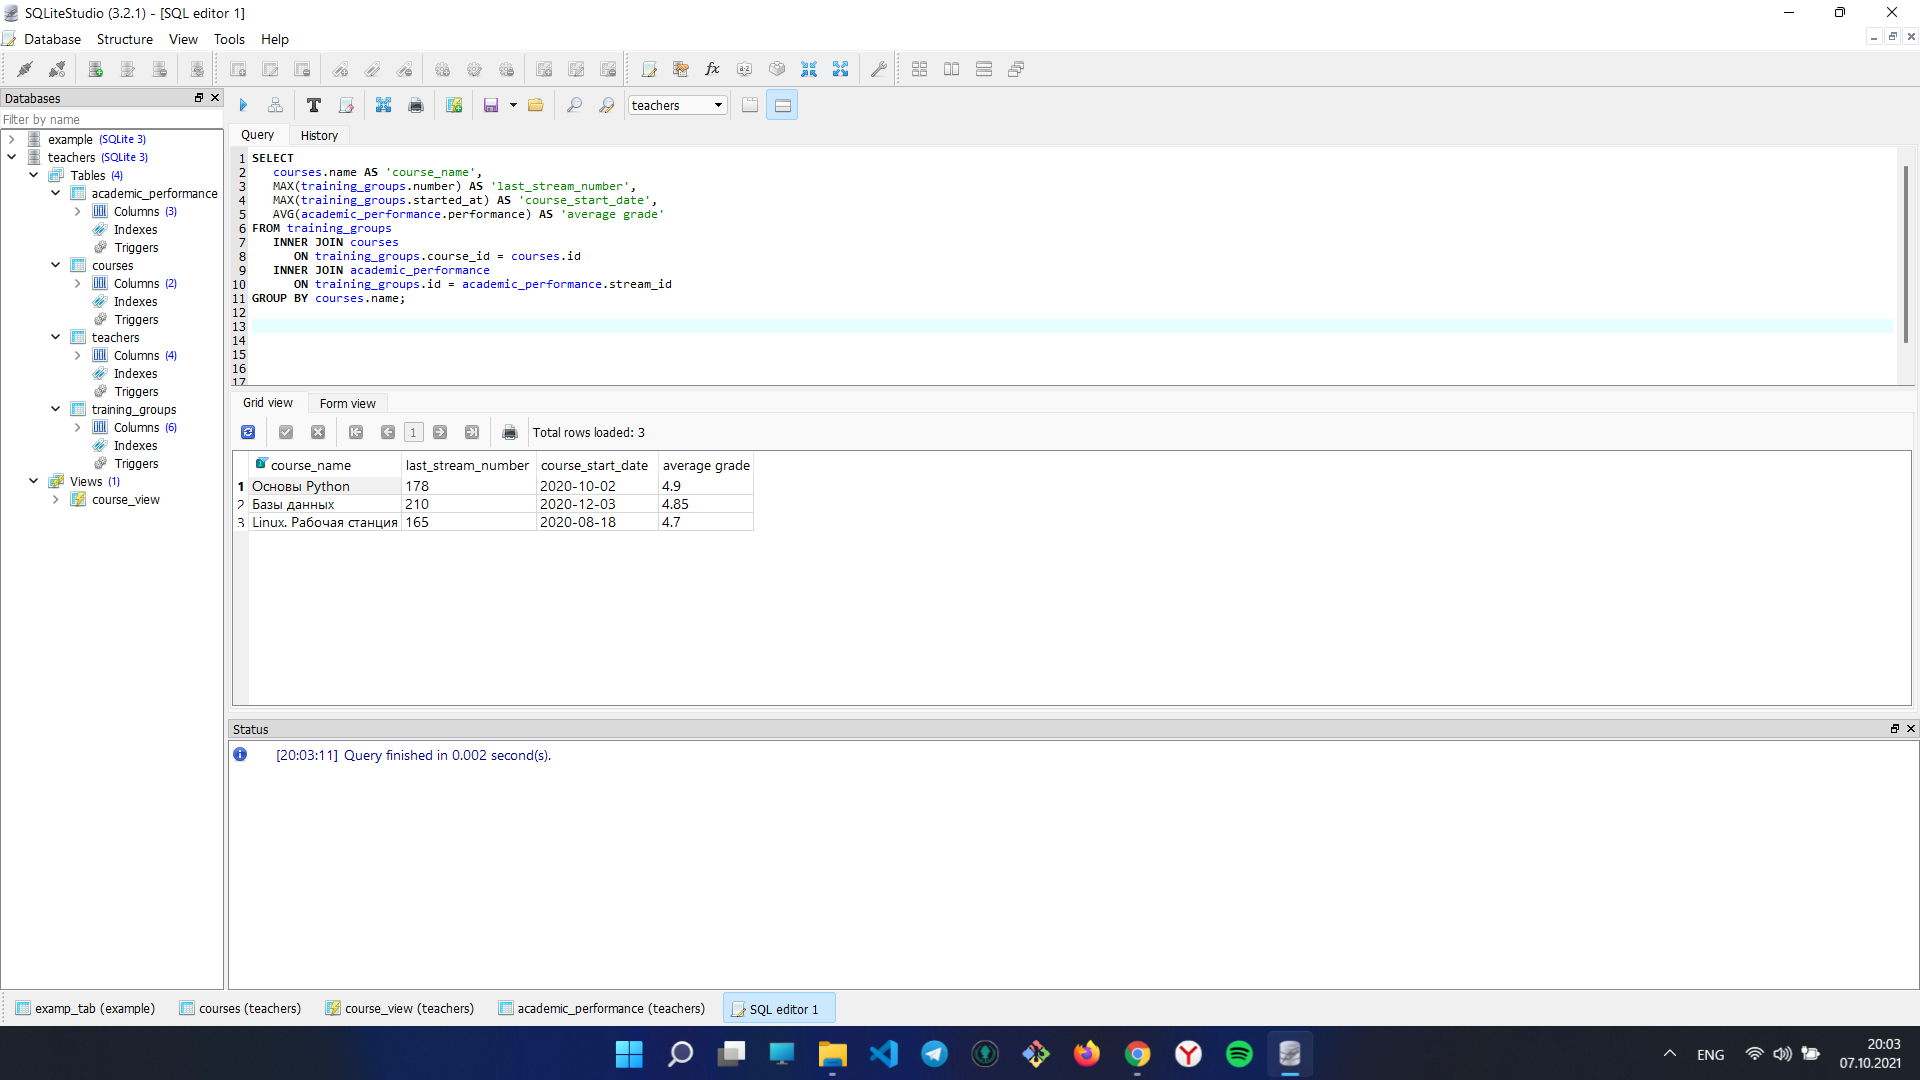 SQLiteStudio (3.2.1) - [SQL editor 1]
Database Structure View Tools Help
Databases
Filter by name
example (SQLite 3)
teachers (SQLite 3)
Tables (4)
academic_performance
Columns (3)
Indexes
Triggers
courses
Columns (2)
Indexes
Triggers
teachers
Columns (4)
Indexes
Triggers
training_groups
Columns (6)
Indexes
Triggers
Views (1)
course_view
teachers
Query History
1 SELECT
2 courses.name AS 'course_name',
3 MAX(training_groups.number) AS 'last_stream_number',
4 MAX(training_groups.started_at) AS 'course_start_date',
5 AVG(academic_performance.performance) AS 'average grade'
6 FROM training_groups
7 INNER JOIN courses
8 ON training_groups.course_id = courses.id
9 INNER JOIN academic_performance
10 ON training_groups.id = academic_performance.stream_id
11 GROUP BY courses.name;
12
13
14
15
16
17
Grid view Form view
1 Total rows loaded: 3
course_name last_stream_number course_start_date average grade
1 Основы Python 178 2020-10-02 4.9
2 Базы данных 210 2020-12-03 4.85
3 Linux. Рабочая станция 165 2020-08-18 4.7
Status
[20:03:11] Query finished in 0.002 second(s).
examp_tab (example) courses (teachers) course_view (teachers) academic_performance (teachers) SQL editor 1
ENG
20:03
07.10.2021